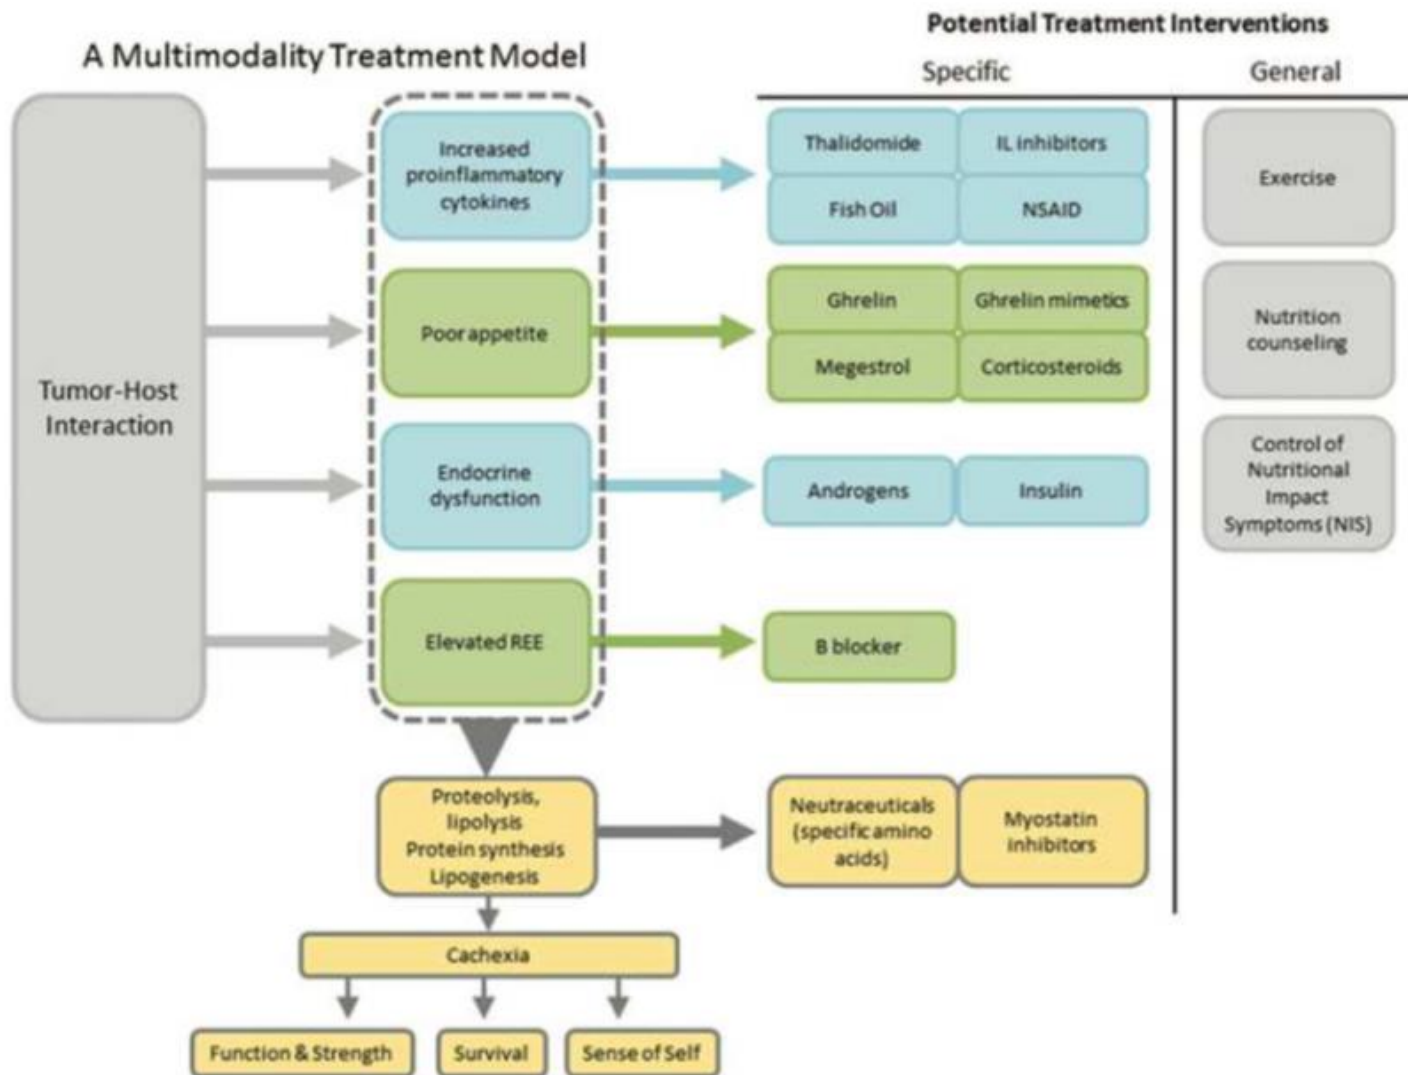 A Multimodality Treatment Model
Potential Treatment Interventions
Specific
General
Tumor-Host
Interaction
Increased
proinflammatory
cytokines
Thalidomide
IL inhibitors
Fish Oil
NSAID
Exercise
Poor appetite
Ghrelin
Ghrelin mimetics
Megestrol
Corticosteroids
Nutrition
counseling
Endocrine
dysfunction
Androgens
Insulin
Control of
Nutritional
Impact
Symptoms (NIS)
Elevated REE
B blocker
Proteolysis,
lipolysis
Protein synthesis
Lipogenesis
Neutraceuticals
(specific amino
acids)
Myostatin
inhibitors
Cachexia
Function & Strength
Survival
Sense of Self